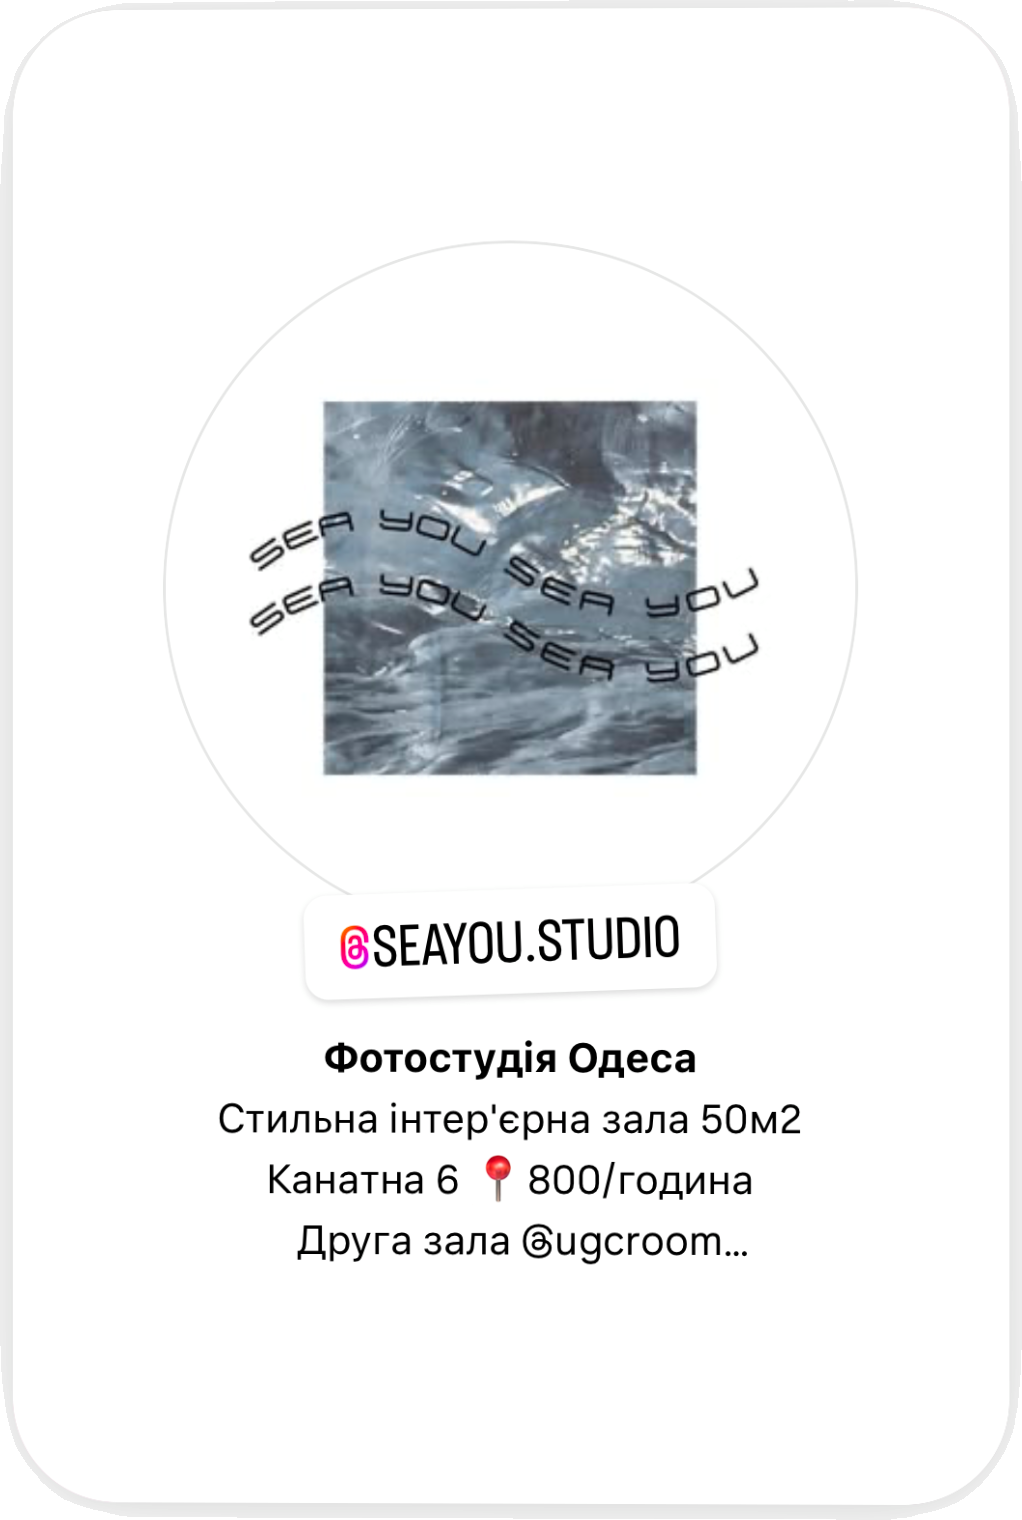 SEA YOU SEA YOU
SEA YOU SEA YOU
@SEAYOU.STUDIO
Фотостудія Одеса
Стильна інтер'єрна зала 50м2
Канатна 6 📍 800/година
Друга зала @ugcroom...